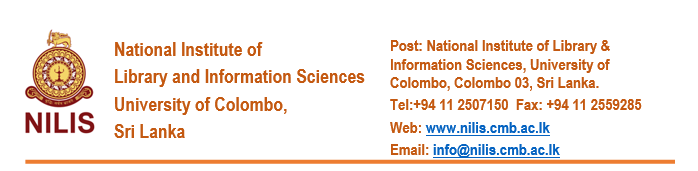 NILIS
National Institute of
Library and Information Sciences
University of Colombo,
Sri Lanka
Post: National Institute of Library &
Information Sciences, University of
Colombo, Colombo 03, Sri Lanka.
Tel:+94 11 2507150 Fax: +94 11 2559285
Web: www.nilis.cmb.ac.lk
Email: info@nilis.cmb.ac.lk